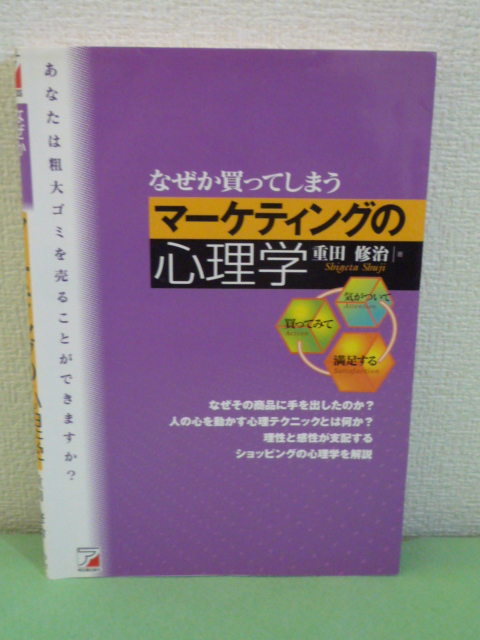 あなたは粗大ゴミを売ることができますか?
なぜか買ってしまう
マーケティングの
心理学
重田 修治 著
Shigeta Shuji
気がついて
Attention
買ってみて
Action
満足する
Satisfaction
なぜその商品に手を出したのか?
人の心を動かす心理テクニックとは何か?
理性と感性が支配する
ショッピングの心理学を解説
なぜか